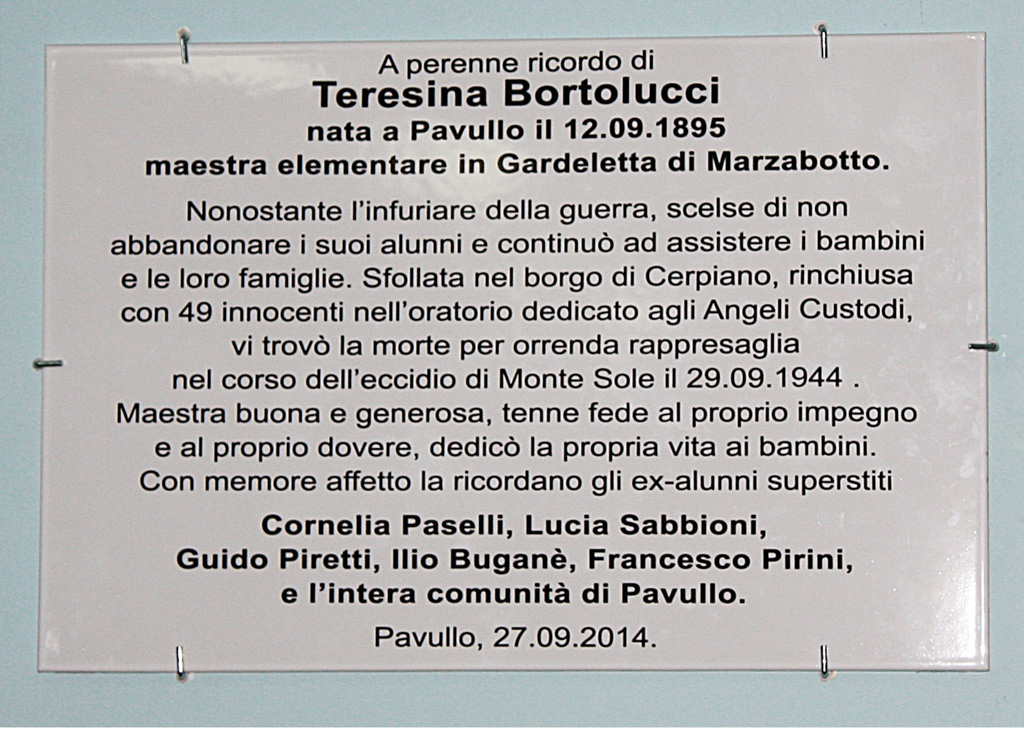 A perenne ricordo di
Teresina Bortolucci
nata a Pavullo il 12.09.1895
maestra elementare in Gardeletta di Marzabotto.
Nonostante l'infuriare della guerra, scelse di non
abbandonare i suoi alunni e continuò ad assistere i bambini
e le loro famiglie. Sfollata nel borgo di Cerpiano, rinchiusa
con 49 innocenti nell'oratorio dedicato agli Angeli Custodi,
vi trovò la morte per orrenda rappresaglia
nel corso dell'eccidio di Monte Sole il 29.09.1944 .
Maestra buona e generosa, tenne fede al proprio impegno
e al proprio dovere, dedicò la propria vita ai bambini.
Con memore affetto la ricordano gli ex-alunni superstiti
Cornelia Paselli, Lucia Sabbioni,
Guido Piretti, Ilio Buganè, Francesco Pirini,
e l'intera comunità di Pavullo.
Pavullo, 27.09.2014.